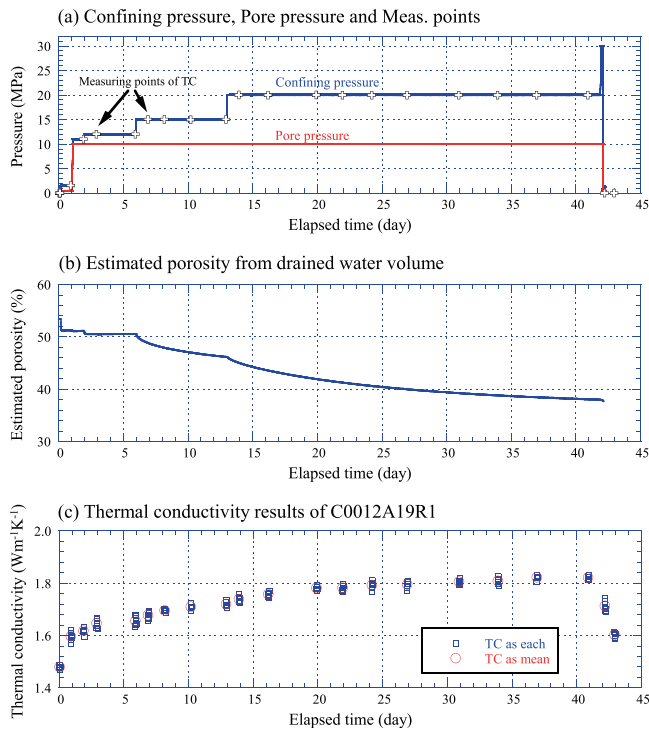 (a) Confining pressure, Pore pressure and Meas. points
Pressure (MPa)
30
25
20
15
10
5
0
Measuring points of TC
Confining pressure
Pore pressure
0 5 10 15 20 25 30 35 40 45
Elapsed time (day)
(b) Estimated porosity from drained water volume
Estimated porosity (%)
60
50
40
30
0 5 10 15 20 25 30 35 40 45
Elapsed time (day)
(c) Thermal conductivity results of C0012A19R1
Thermal conductivity (Wm⁻¹K⁻¹)
2.0
1.8
1.6
1.4
TC as each
TC as mean
0 5 10 15 20 25 30 35 40 45
Elapsed time (day)